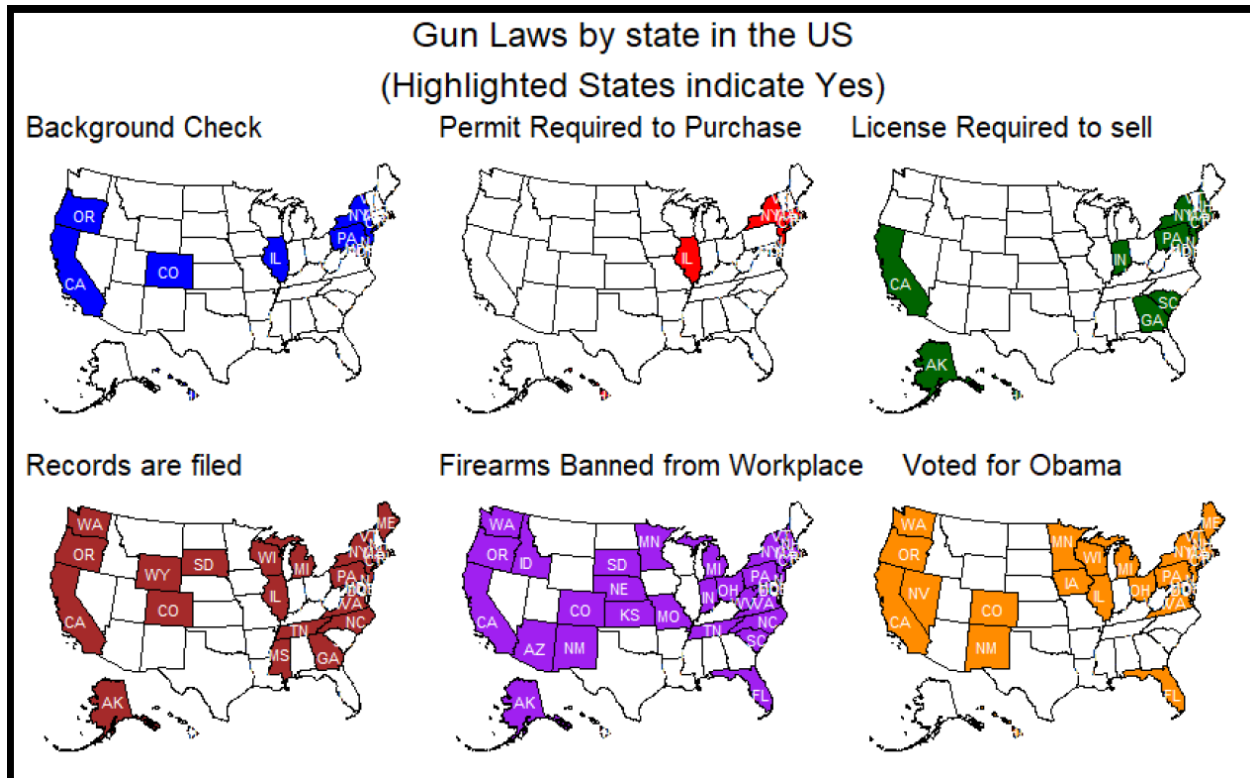 Gun Laws by state in the US
(Highlighted States indicate Yes)
Background Check
Permit Required to Purchase
License Required to sell
OR
NY
PA
IL
CO
CA
NY
IL
NY
PA
IN
CA
SC
GA
AK
Records are filed
Firearms Banned from Workplace
Voted for Obama
WA
ME
OR
WI
NY
SD
MI
WY
PA
IL
CO
VA
CA
NC
TN
MS
GA
AK
WA
MN
OR
ID
NY
SD
MI
PA
NE
IN
OH
CO
KS
MO
VA
CA
NC
TN
AZ
NM
SC
FL
AK
WA
ME
MN
OR
WI
NY
MI
PA
IA
OH
NV
IL
CO
VA
CA
NM
FL